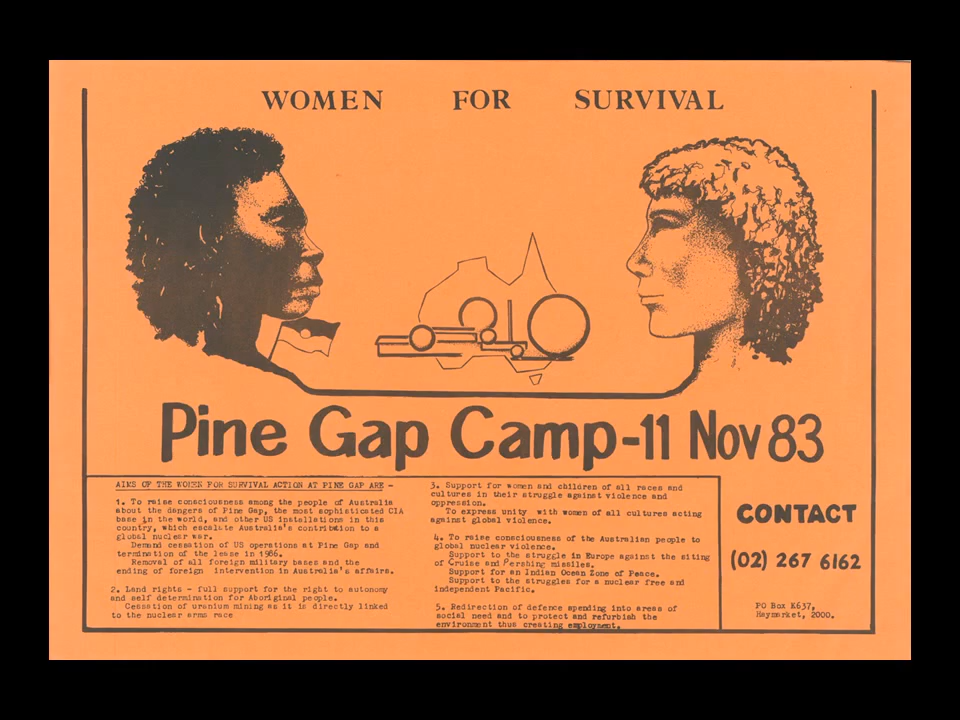 WOMEN FOR SURVIVAL
Pine Gap Camp-11 Nov 83
AIMS OF THE WOMEN FOR SURVIVAL ACTION AT PINE GAP ARE -
1. To raise consciousness among the people of Australia
about the dangers of Pine Gap, the most sophisticated CIA
base in the world, and other US installations in this
country, which escalate Australia's contribution to a
global nuclear war.
Demand cessation of US operations at Pine Gap and
termination of the lease in 1986.
Removal of all foreign military bases and the
ending of foreign intervention in Australia's affairs.
2. Land rights - full support for the right to autonomy
and self determination for Aboriginal people.
Cessation of uranium mining as it is directly linked
to the nuclear arms race
3. Support for women and children of all races and
cultures in their struggle against violence and
oppression.
To express unity with women of all cultures acting
against global violence.
4. To raise consciousness of the Australian people to
global nuclear violence.
Support to the struggle in Europe against the siting
of Cruise and Pershing missiles.
Support for an Indian Ocean Zone of Peace.
Support to the struggles for a nuclear free and
independent Pacific.
5. Redirection of defence spending into areas of
social need and to protect and refurbish the
environment thus creating employment.
CONTACT
(02) 267 6162
PO Box K637,
Haymarket, 2000.